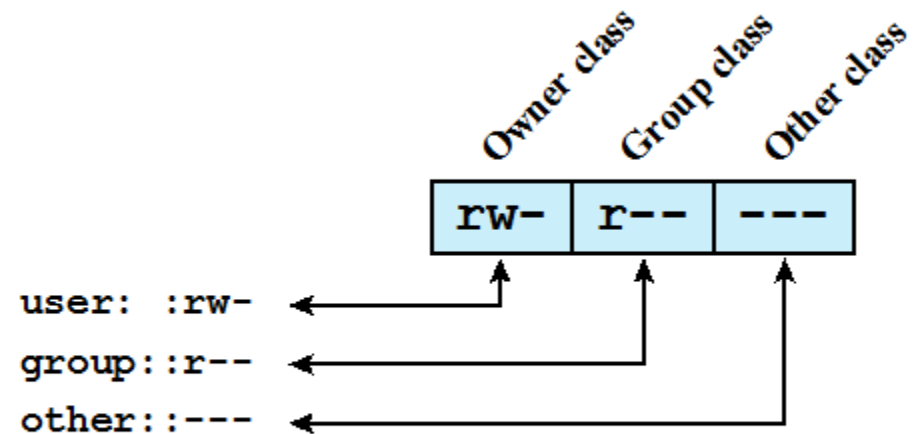 Owner class
Group class
Other class
rw- r-- ---
user: :rw-
group::r--
other::---